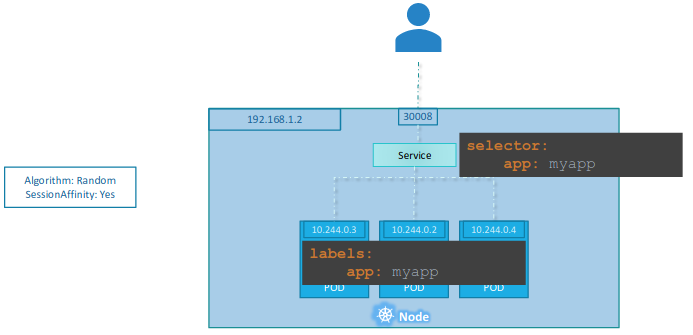 192.168.1.2
30008
Service
selector:
app: myapp
Algorithm: Random
SessionAffinity: Yes
10.244.0.3
10.244.0.2
10.244.0.4
labels:
app: myapp
POD
POD
POD
Node